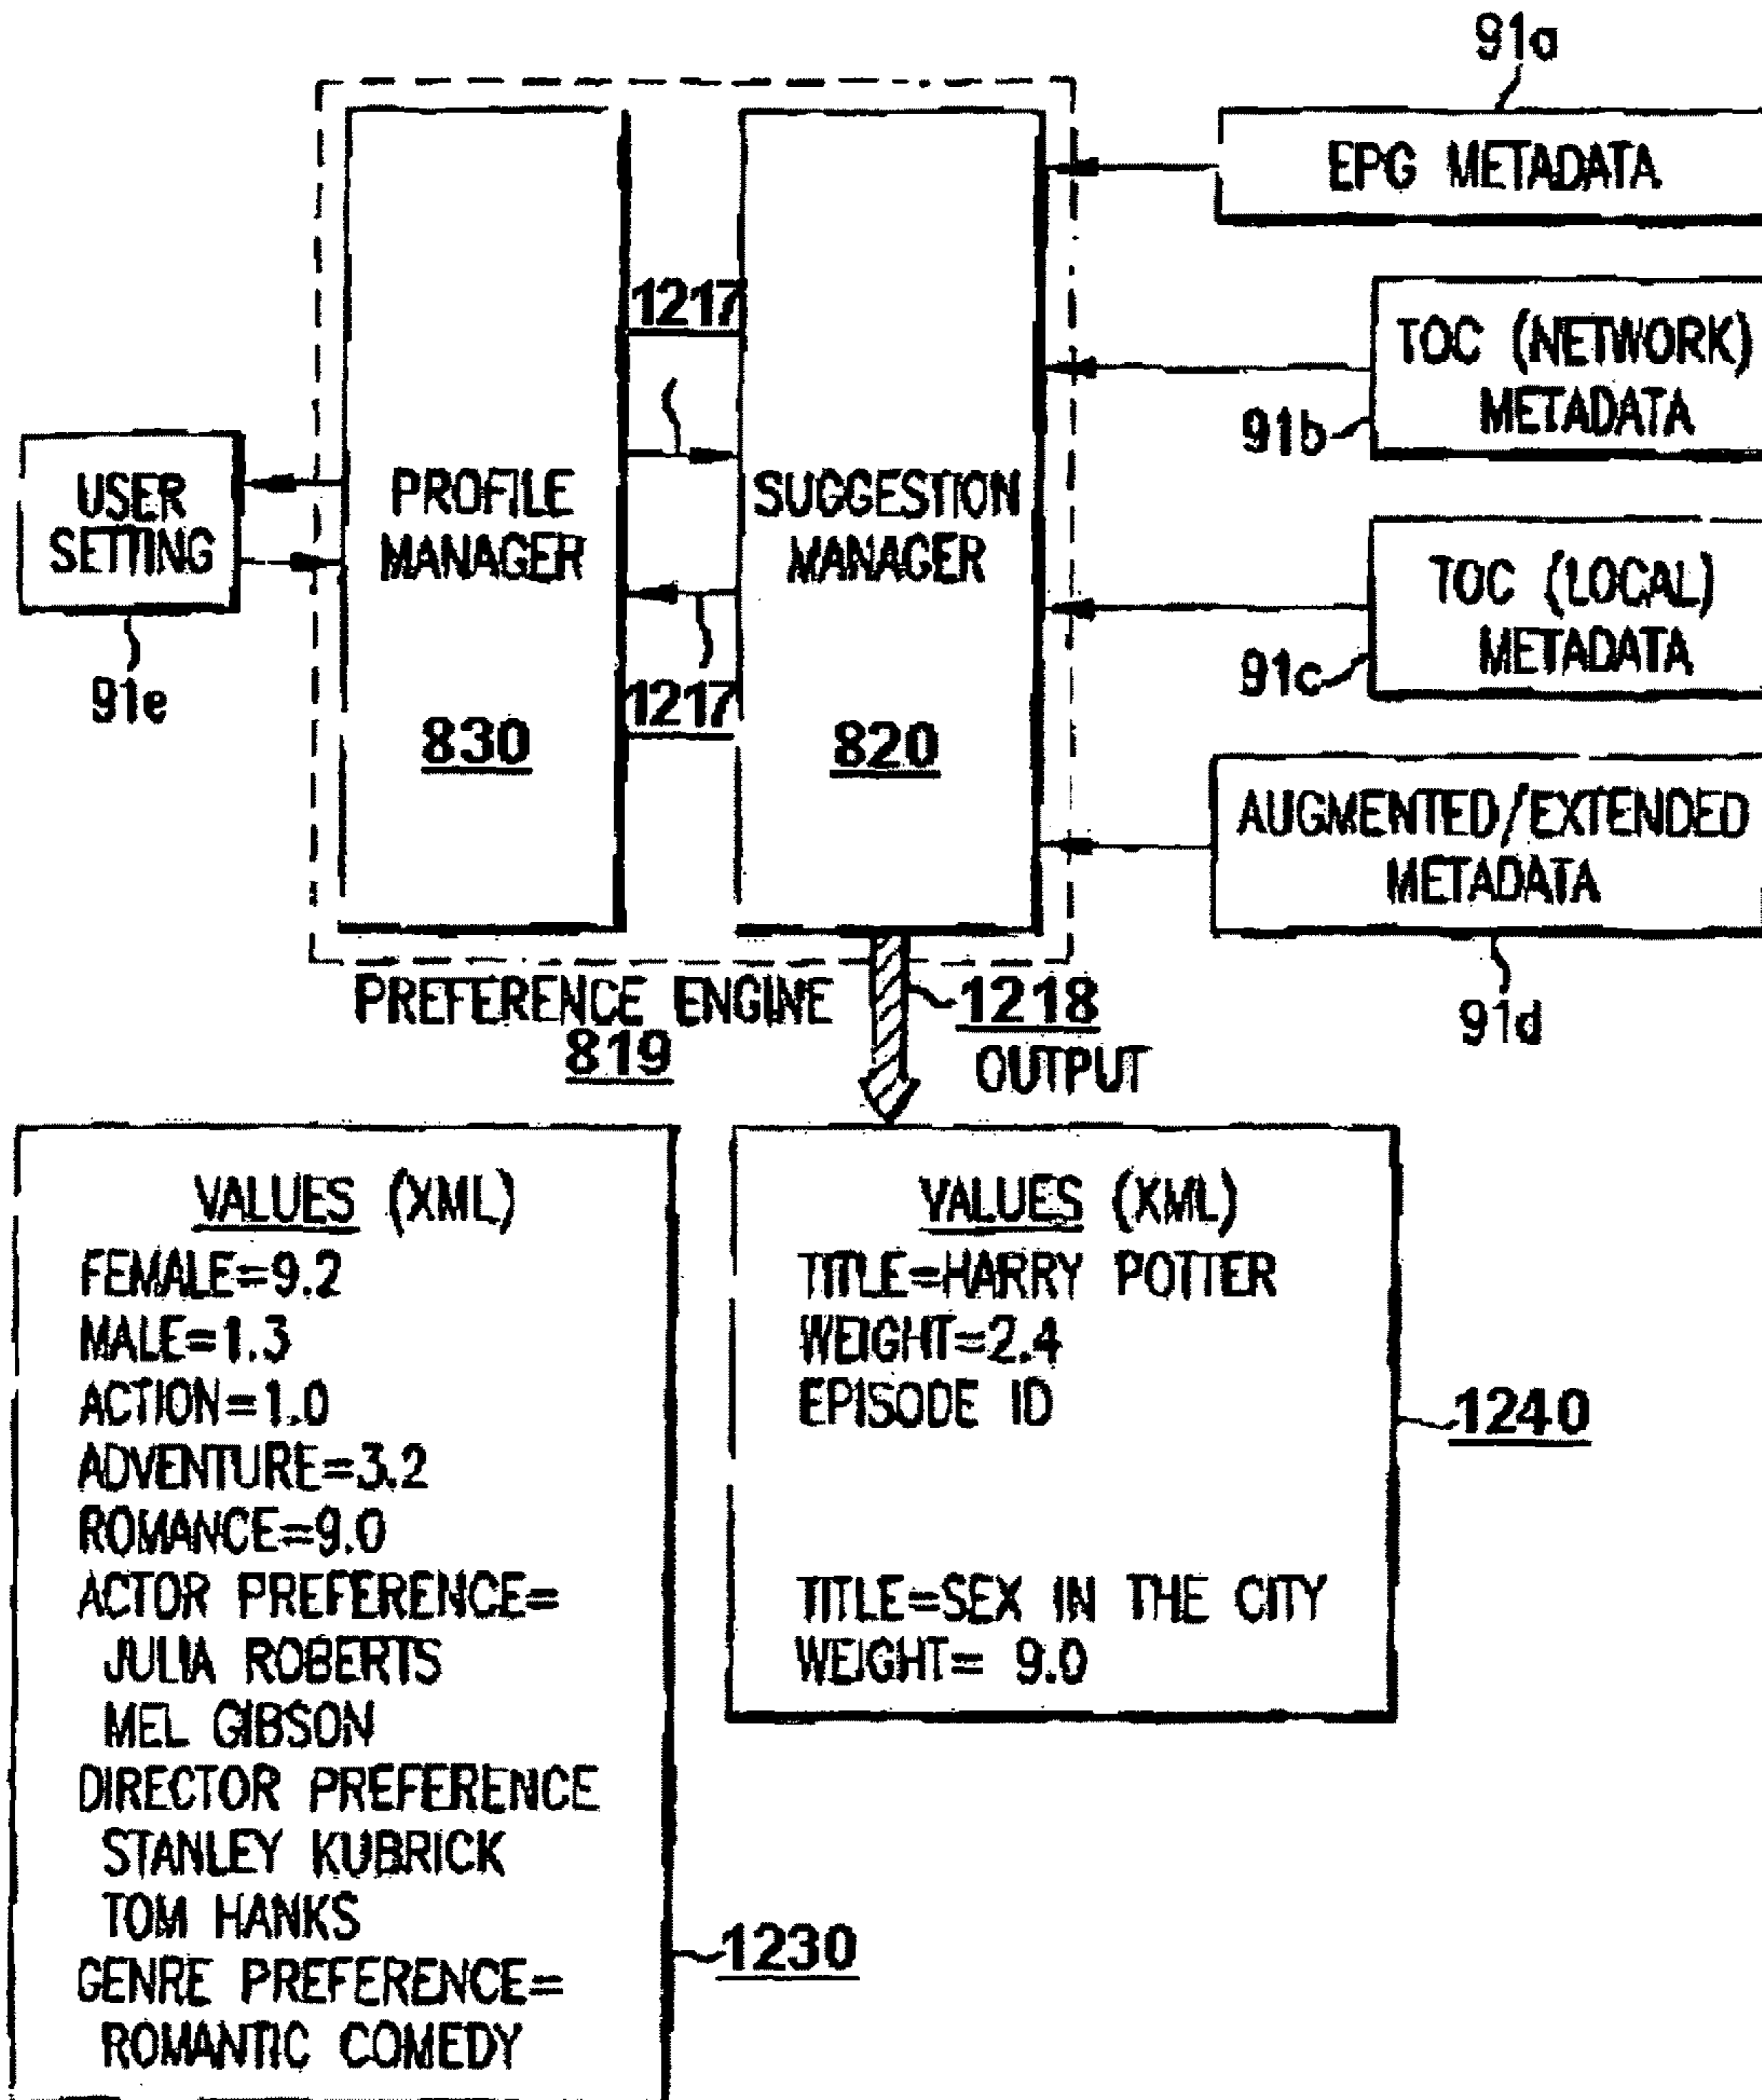 91a
EPG METADATA
1217
TOC (NETWORK)
METADATA
91b
USER
SETTING
91e
PROFILE
MANAGER
830
SUGGESTION
MANAGER
820
1217
TOC (LOCAL)
METADATA
91c
AUGMENTED/EXTENDED
METADATA
91d
PREFERENCE ENGINE
819
1218
OUTPUT
VALUES (XML)
FEMALE=9.2
MALE=1.3
ACTION=1.0
ADVENTURE=3.2
ROMANCE=9.0
ACTOR PREFERENCE=
JULIA ROBERTS
MEL GIBSON
DIRECTOR PREFERENCE
STANLEY KUBRICK
TOM HANKS
GENRE PREFERENCE=
ROMANTIC COMEDY
1230
VALUES (XML)
TITLE=HARRY POTTER
WEIGHT=2.4
EPISODE ID
TITLE=SEX IN THE CITY
WEIGHT= 9.0
1240